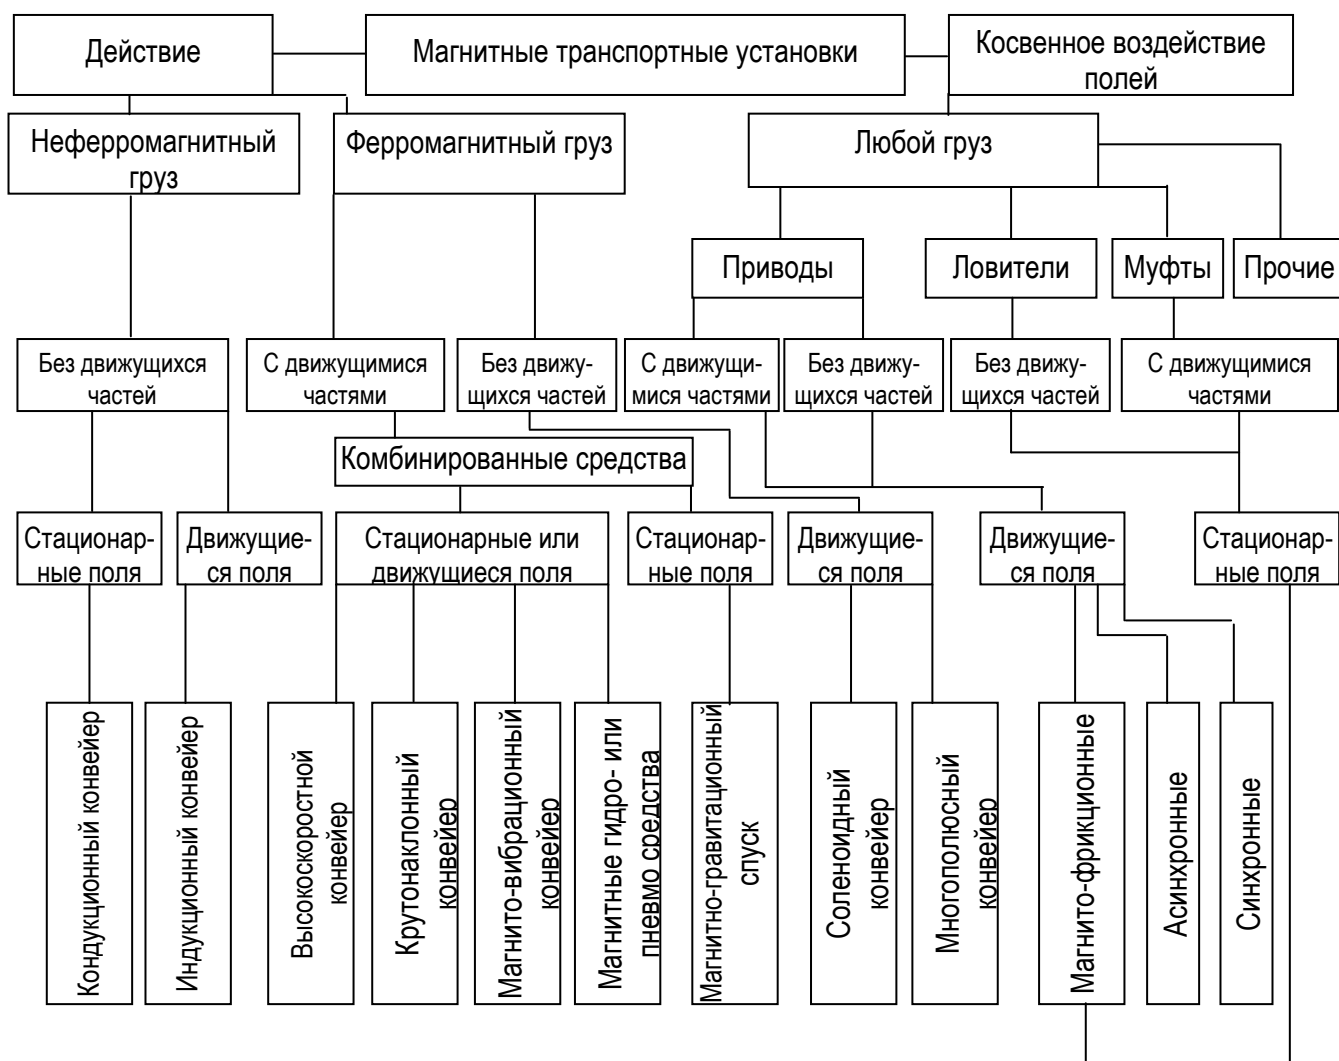 Действие
Магнитные транспортные установки
Косвенное воздействие
полей
Неферромагнитный
груз
Ферромагнитный груз
Любой груз
Приводы
Ловители
Муфты
Прочие
Без движущихся
частей
С движущимися
частями
Без движу-
щихся частей
С движущи-
мися частями
Без движу-
щихся частей
Без движу-
щихся частей
С движущимися
частями
Комбинированные средства
Стационар-
ные поля
Движущие-
ся поля
Стационарные или
движущиеся поля
Стационар-
ные поля
Движущие-
ся поля
Движущие-
ся поля
Стационар-
ные поля
Кондукционный конвейер
Индукционный конвейер
Высокоскоростной
конвейер
Крутонаклонный
конвейер
Магнито-вибрационный
конвейер
Магнитные гидро- или
пневмо средства
Магнитно-гравитационный
спуск
Соленоидный
конвейер
Многополюсный
конвейер
Магнито-фрикционные
Асинхронные
Синхронные